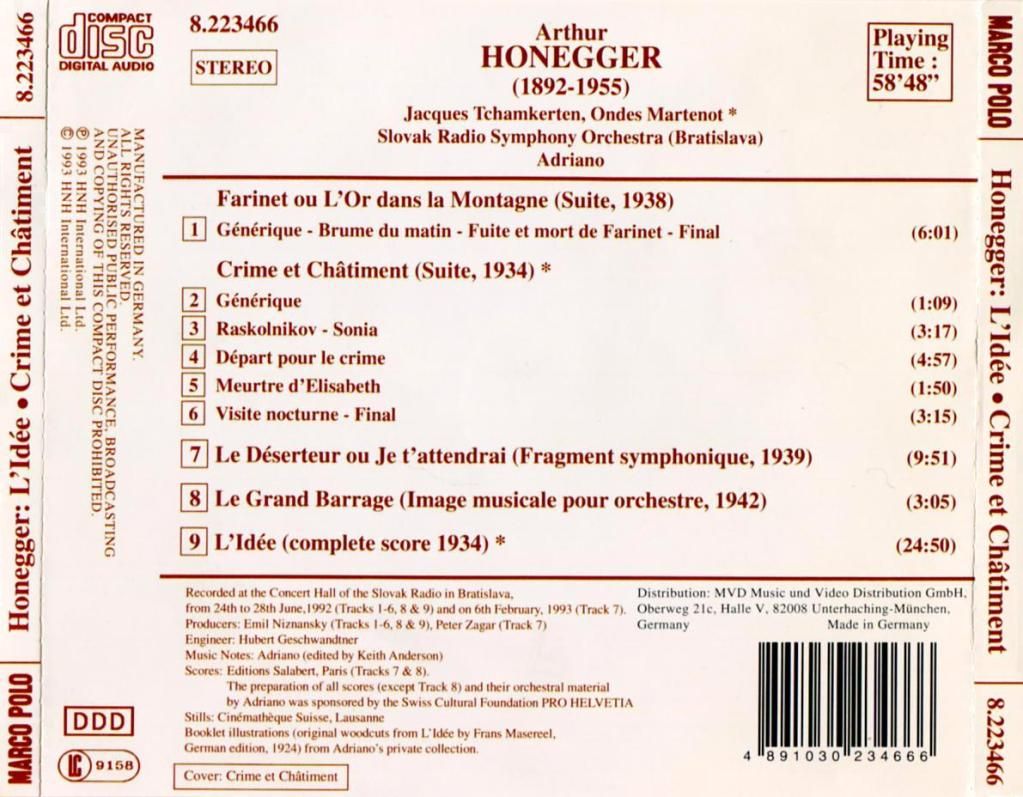 8.223466
Honegger: L'Idée • Crime et Châtiment
MARCO POLO
COMPACT
disc
DIGITAL AUDIO
8.223466
STEREO
Arthur
HONEGGER
(1892-1955)
Jacques Tchamkerten, Ondes Martenot *
Slovak Radio Symphony Orchestra (Bratislava)
Adriano
Playing
Time :
58'48"
MANUFACTURED IN GERMANY.
ALL RIGHTS RESERVED.
UNAUTHORISED PUBLIC PERFORMANCE, BROADCASTING
AND COPYING OF THIS COMPACT DISC PROHIBITED.
℗ 1993 HNH International Ltd.
© 1993 HNH International Ltd.
Farinet ou L'Or dans la Montagne (Suite, 1938)
1 Générique - Brume du matin - Fuite et mort de Farinet - Final (6:01)
Crime et Châtiment (Suite, 1934) *
2 Générique (1:09)
3 Raskolnikov - Sonia (3:17)
4 Départ pour le crime (4:57)
5 Meurtre d'Elisabeth (1:50)
6 Visite nocturne - Final (3:15)
7 Le Déserteur ou Je t'attendrai (Fragment symphonique, 1939) (9:51)
8 Le Grand Barrage (Image musicale pour orchestre, 1942) (3:05)
9 L'Idée (complete score 1934) * (24:50)
Recorded at the Concert Hall of the Slovak Radio in Bratislava,
from 24th to 28th June,1992 (Tracks 1-6, 8 & 9) and on 6th February, 1993 (Track 7).
Producers: Emil Niznansky (Tracks 1-6, 8 & 9), Peter Zagar (Track 7)
Engineer: Hubert Geschwandtner
Music Notes: Adriano (edited by Keith Anderson)
Scores: Editions Salabert, Paris (Tracks 7 & 8).
The preparation of all scores (except Track 8) and their orchestral material
by Adriano was sponsored by the Swiss Cultural Foundation PRO HELVETIA
Stills: Cinémathèque Suisse, Lausanne
Booklet illustrations (original woodcuts from L'Idée by Frans Masereel,
German edition, 1924) from Adriano's private collection.
Cover: Crime et Châtiment
Distribution: MVD Music und Video Distribution GmbH,
Oberweg 21c, Halle V, 82008 Unterhaching-München,
Germany Made in Germany
4 891030 234666
DDD
LC 9158
MARCO POLO
Honegger: L'Idée • Crime et Châtiment
8.223466